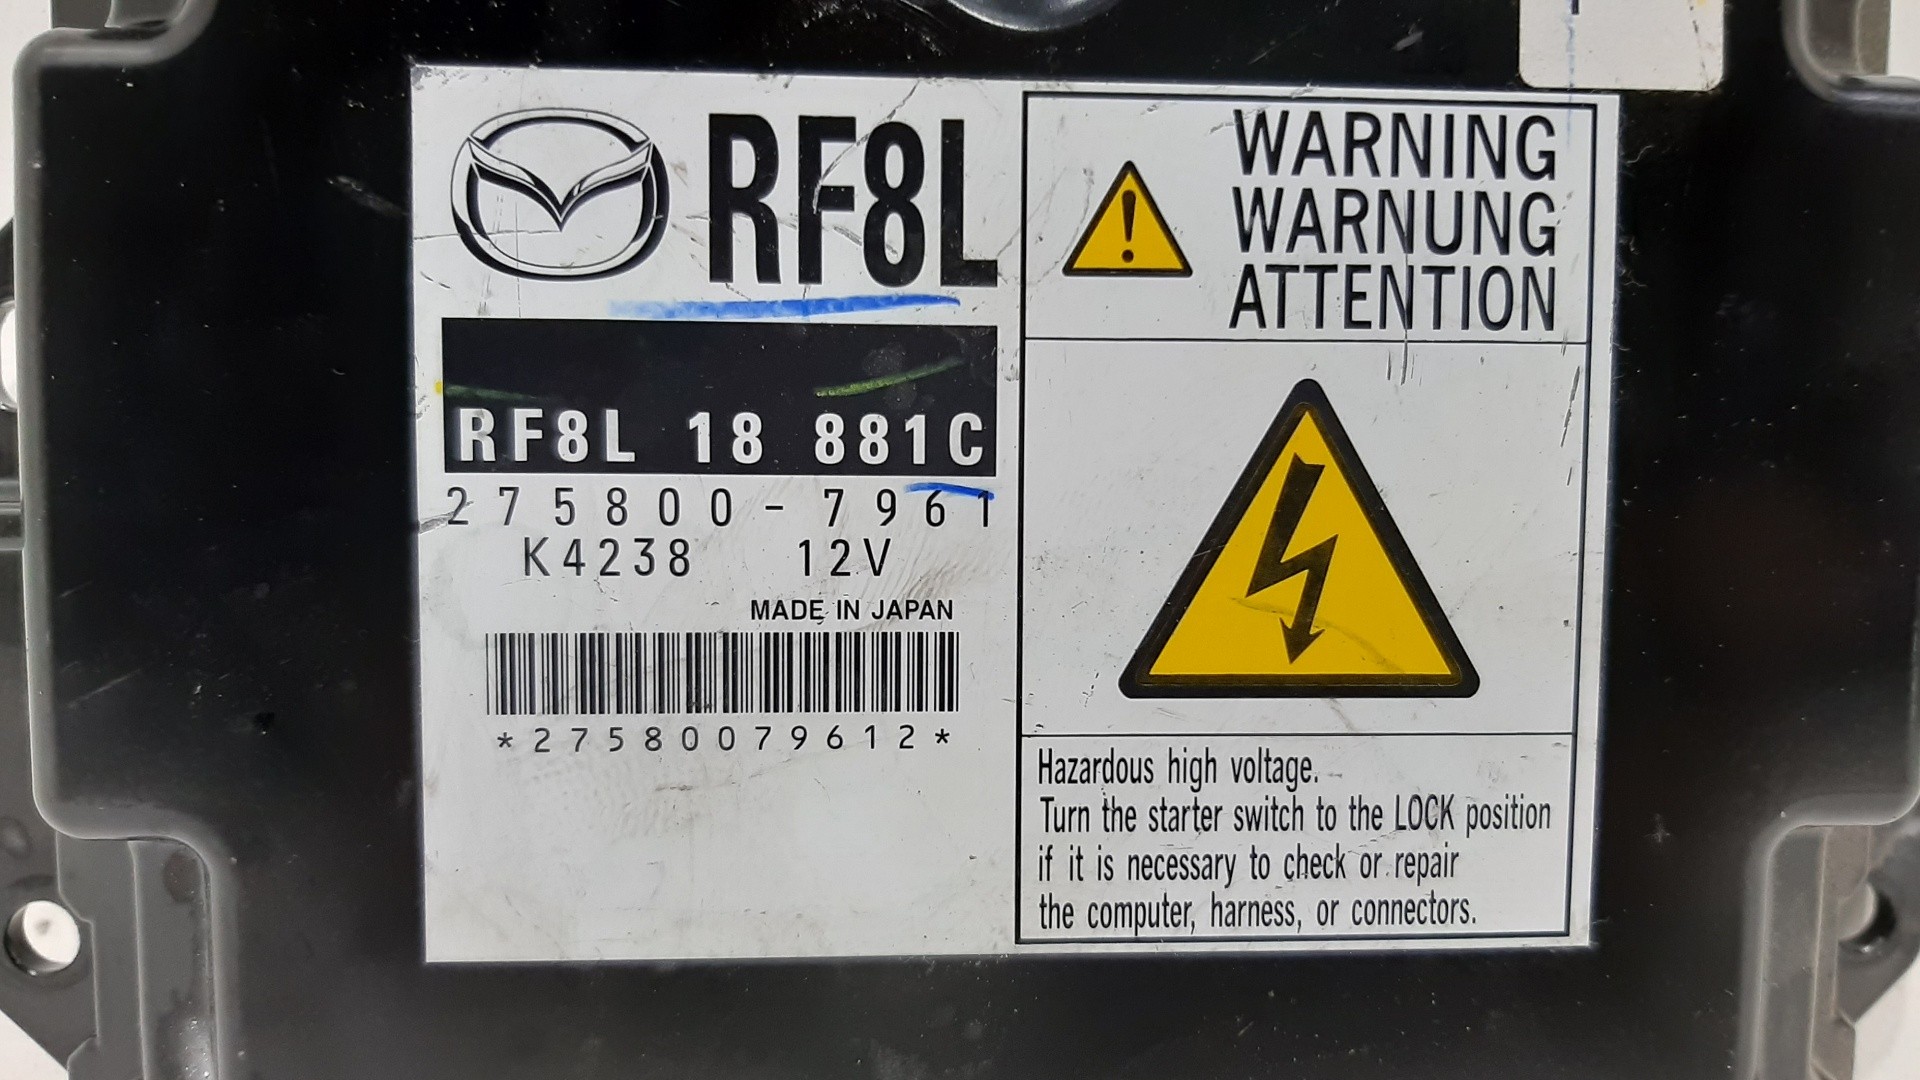 RF8L
RF8L 18 881C
275800-7961
K4238 12V
MADE IN JAPAN
*27580079612*
WARNING
WARNUNG
ATTENTION
Hazardous high voltage.
Turn the starter switch to the LOCK position
if it is necessary to check or repair
the computer, harness, or connectors.